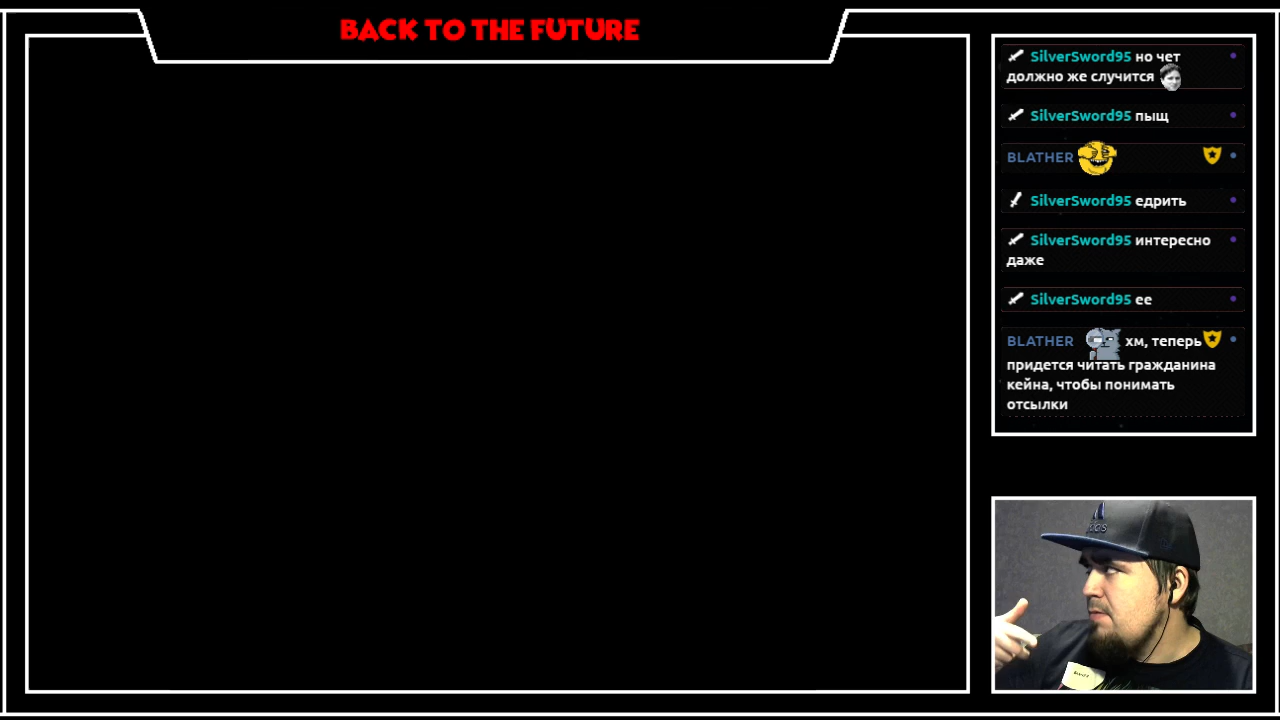 BACK TO THE FUTURE
SilverSword95 но чет
должно же случится
SilverSword95 пыщ
BLATHER
SilverSword95 едрить
SilverSword95 интересно
даже
SilverSword95 ее
BLATHER хм, теперь
придется читать гражданина
кейна, чтобы понимать
отсылки